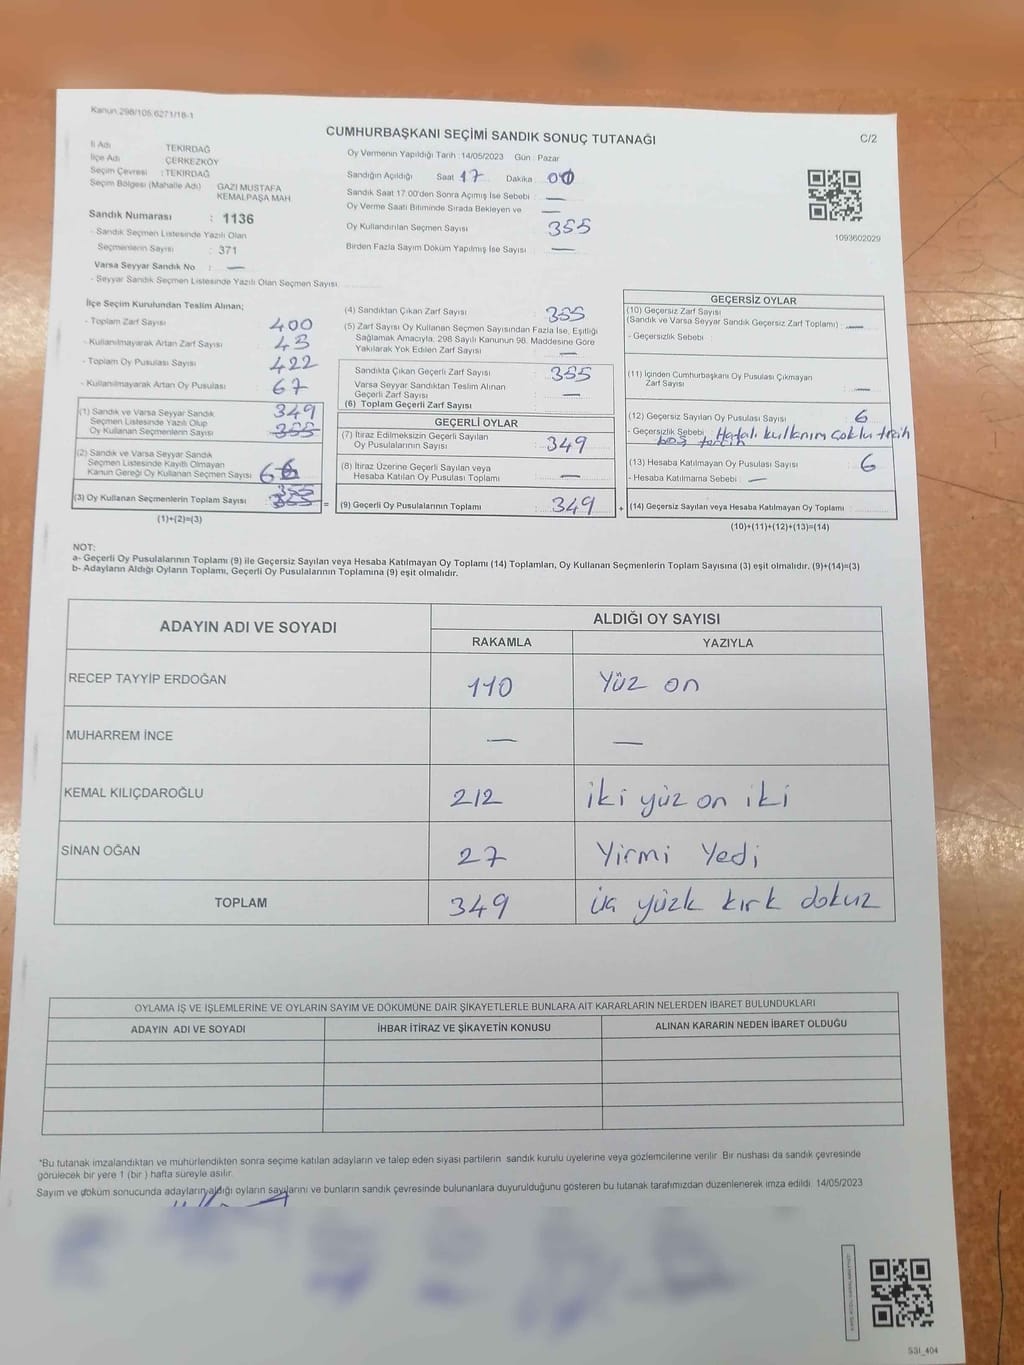 Kanun:298/105;6271/18-1
CUMHURBAŞKANI SEÇİMİ SANDIK SONUÇ TUTANAĞI
C/2
İl Adı TEKİRDAĞ
İlçe Adı ÇERKEZKÖY
Seçim Çevresi : TEKİRDAĞ
Seçim Bölgesi (Mahalle Adı) GAZİ MUSTAFA
KEMALPAŞA MAH
Sandık Numarası : 1136
- Sandık Seçmen Listesinde Yazılı Olan
Seçmenlerin Sayısı : 371
Varsa Seyyar Sandık No : —
- Seyyar Sandık Seçmen Listesinde Yazılı Olan Seçmen Sayısı
Oy Vermenin Yapıldığı Tarih : 14/05/2023 Gün : Pazar
Sandığın Açıldığı Saat 17 Dakika : 00
Sandık Saat 17.00'den Sonra Açımış İse Sebebi : —
Oy Verme Saati Bitiminde Sırada Bekleyen ve —
Oy Kullandırılan Seçmen Sayısı : 355
Birden Fazla Sayım Döküm Yapılmış İse Sayısı : —
1093602029
İlçe Seçim Kurulundan Teslim Alınan;
- Toplam Zarf Sayısı : 400
- Kullanılmayarak Artan Zarf Sayısı : 45
- Toplam Oy Pusulası Sayısı : 422
- Kullanılmayarak Artan Oy Pusulası : 67
(1) Sandık ve Varsa Seyyar Sandık 349
Seçmen Listesinde Yazılı Olup
Oy Kullanan Seçmenlerin Sayısı : 355
(2) Sandık ve Varsa Seyyar Sandık
Seçmen Listesinde Kayıtlı Olmayan
Kanun Gereği Oy Kullanan Seçmen Sayısı : 6
(3) Oy Kullanan Seçmenlerin Toplam Sayısı 355 =
(1)+(2)=(3)
(4) Sandıktan Çıkan Zarf Sayısı : 355
(5) Zarf Sayısı Oy Kullanan Seçmen Sayısından Fazla İse, Eşitliği
Sağlamak Amacıyla, 298 Sayılı Kanunun 98. Maddesine Göre
Yakılarak Yok Edilen Zarf Sayısı : —
Sandıkta Çıkan Geçerli Zarf Sayısı : 355
Varsa Seyyar Sandıktan Teslim Alınan
Geçerli Zarf Sayısı : —
(6) Toplam Geçerli Zarf Sayısı
GEÇERLİ OYLAR
(7) İtiraz Edilmeksizin Geçerli Sayılan
Oy Pusulalarının Sayısı : 349
(8) İtiraz Üzerine Geçerli Sayılan veya
Hesaba Katılan Oy Pusulası Toplamı : —
(9) Geçerli Oy Pusulalarının Toplamı : 349 +
GEÇERSİZ OYLAR
(10) Geçersiz Zarf Sayısı
(Sandık ve Varsa Seyyar Sandık Geçersiz Zarf Toplamı) : —
- Geçersizlik Sebebi :
(11) İçinden Cumhurbaşkanı Oy Pusulası Çıkmayan
Zarf Sayısı : —
(12) Geçersiz Sayılan Oy Pusulası Sayısı : 6
- Geçersizlik Sebebi : Hatalı kullanım çoklu tercih
boş tercih
(13) Hesaba Katılmayan Oy Pusulası Sayısı : 6
- Hesaba Katılmama Sebebi : —
(14) Geçersiz Sayılan veya Hesaba Katılmayan Oy Toplamı :
(10)+(11)+(12)+(13)=(14)
NOT:
a- Geçerli Oy Pusulalarının Toplamı (9) ile Geçersiz Sayılan veya Hesaba Katılmayan Oy Toplamı (14) Toplamları, Oy Kullanan Seçmenlerin Toplam Sayısına (3) eşit olmalıdır. (9)+(14)=(3)
b- Adayların Aldığı Oyların Toplamı, Geçerli Oy Pusulalarının Toplamına (9) eşit olmalıdır.
ADAYIN ADI VE SOYADI
ALDIĞI OY SAYISI
RAKAMLA YAZIYLA
RECEP TAYYİP ERDOĞAN 110 Yüz on
MUHARREM İNCE — —
KEMAL KILIÇDAROĞLU 212 iki yüz on iki
SİNAN OĞAN 27 Yirmi Yedi
TOPLAM 349 üç yüzk kırk dokuz
OYLAMA İŞ VE İŞLEMLERİNE VE OYLARIN SAYIM VE DÖKÜMÜNE DAİR ŞİKAYETLERLE BUNLARA AİT KARARLARIN NELERDEN İBARET BULUNDUKLARI
ADAYIN ADI VE SOYADI İHBAR İTİRAZ VE ŞİKAYETİN KONUSU ALINAN KARARIN NEDEN İBARET OLDUĞU
*Bu tutanak imzalandıktan ve mühürlendikten sonra seçime katılan adayların ve talep eden siyasi partilerin sandık kurulu üyelerine veya gözlemcilerine verilir. Bir nüshası da sandık çevresinde
görülecek bir yere 1 (bir) hafta süreyle asılır.
Sayım ve döküm sonucunda adayların aldığı oyların sayılarını ve bunların sandık çevresinde bulunanlara duyurulduğunu gösteren bu tutanak tarafımızdan düzenlenerek imza edildi. 14/05/2023
SSI_404